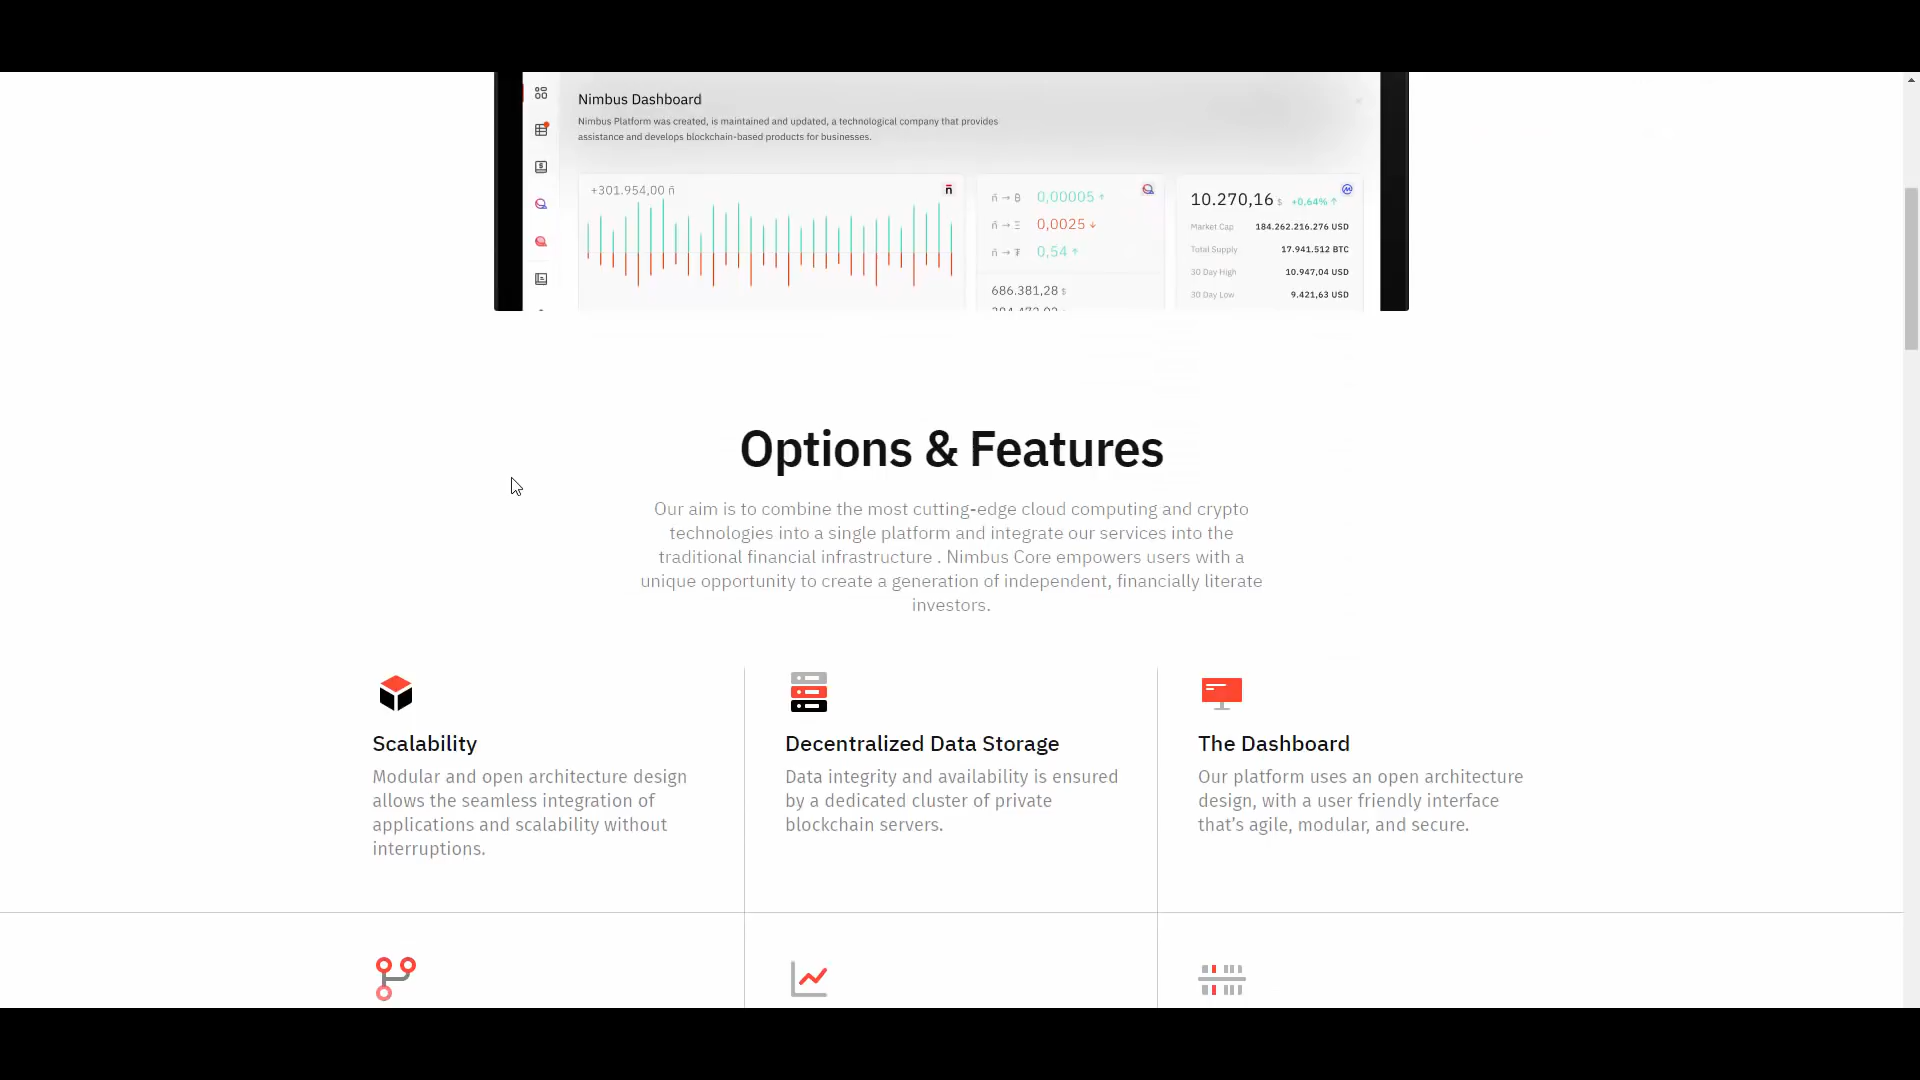 Nimbus Dashboard
Nimbus Platform was created, is maintained and updated, a technological company that provides
assistance and develops blockchain-based products for businesses.
+301.954,00 ñ
ñ
ñ → B 0,00005 ↑
ñ → Ξ 0,0025 ↓
ñ → ₮ 0,54 ↑
686.381,28 $
10.270,16 $ +0,64% ↑
Market Cap 184.262.216.276 USD
Total Supply 17.941.512 BTC
30 Day High 10.947,04 USD
30 Day Low 9.421,63 USD
Options & Features
Our aim is to combine the most cutting-edge cloud computing and crypto
technologies into a single platform and integrate our services into the
traditional financial infrastructure . Nimbus Core empowers users with a
unique opportunity to create a generation of independent, financially literate
investors.
Scalability
Modular and open architecture design
allows the seamless integration of
applications and scalability without
interruptions.
Decentralized Data Storage
Data integrity and availability is ensured
by a dedicated cluster of private
blockchain servers.
The Dashboard
Our platform uses an open architecture
design, with a user friendly interface
that’s agile, modular, and secure.